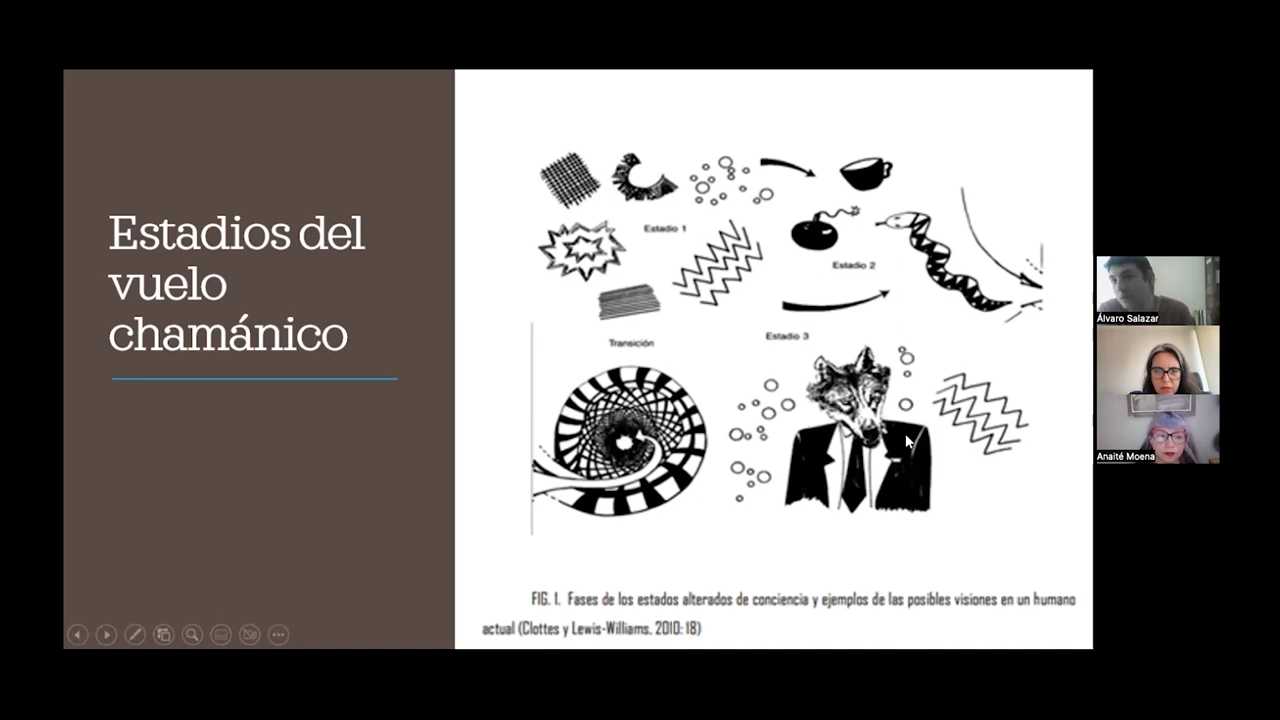 Estadios del
vuelo
chamánico
Estadio 1
Estadio 2
Transición
Estadio 3
FIG. 1. Fases de los estados alterados de conciencia y ejemplos de las posibles visiones en un humano
actual (Clottes y Lewis-Williams, 2010: 18)
Álvaro Salazar
Anaité Moena